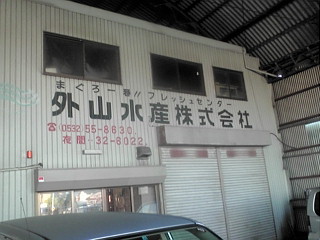 まぐろ一番!! フレッシュセンター
外山水産株式会社
☎0532 55-8630
夜間・32-8022